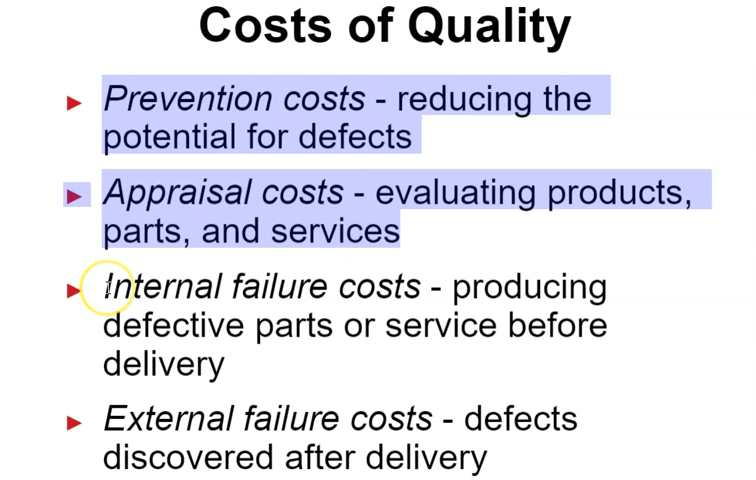 Costs of Quality
Prevention costs - reducing the
potential for defects
Appraisal costs - evaluating products,
parts, and services
Internal failure costs - producing
defective parts or service before
delivery
External failure costs - defects
discovered after delivery